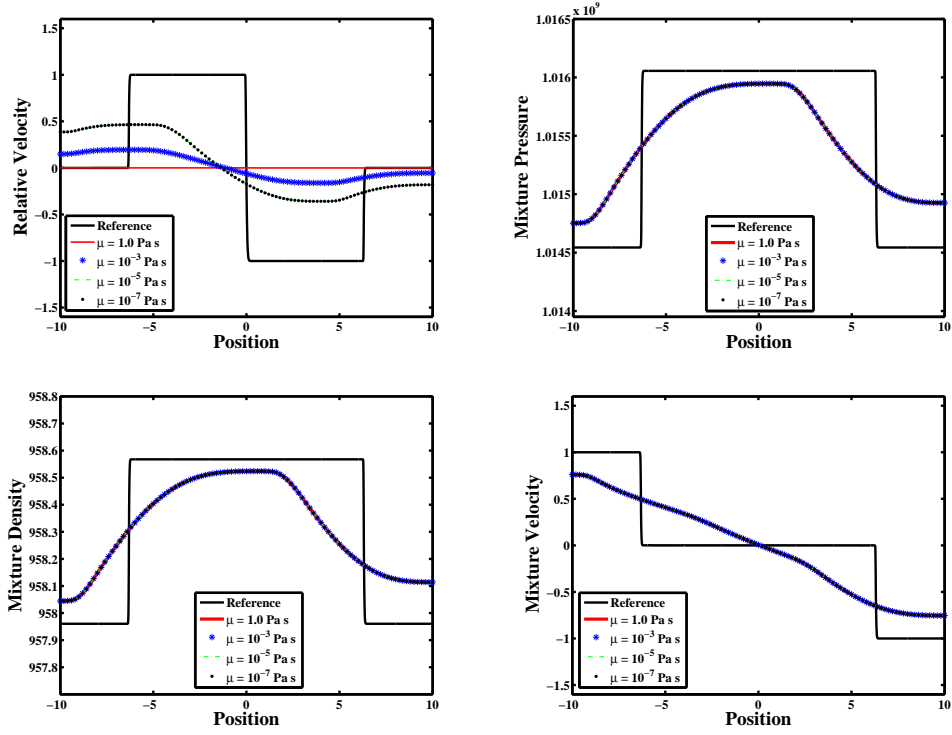 Relative Velocity
1.5
1
0.5
0
−0.5
−1
−1.5
−10
−5
0
5
10
Position
Reference
μ = 1.0 Pa s
μ = 10⁻³ Pa s
μ = 10⁻⁵ Pa s
μ = 10⁻⁷ Pa s
Mixture Pressure
x 10⁹
1.0165
1.016
1.0155
1.015
1.0145
1.014
−10
−5
0
5
10
Position
Reference
μ = 1.0 Pa s
μ = 10⁻³ Pa s
μ = 10⁻⁵ Pa s
μ = 10⁻⁷ Pa s
Mixture Density
958.8
958.7
958.6
958.5
958.4
958.3
958.2
958.1
958
957.9
957.8
−10
−5
0
5
10
Position
Reference
μ = 1.0 Pa s
μ = 10⁻³ Pa s
μ = 10⁻⁵ Pa s
μ = 10⁻⁷ Pa s
Mixture Velocity
1.5
1
0.5
0
−0.5
−1
−1.5
−10
−5
0
5
10
Position
Reference
μ = 1.0 Pa s
μ = 10⁻³ Pa s
μ = 10⁻⁵ Pa s
μ = 10⁻⁷ Pa s